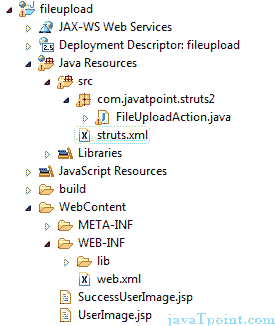 fileupload
JAX-WS Web Services
Deployment Descriptor: fileupload
Java Resources
src
com.javatpoint.struts2
FileUploadAction.java
struts.xml
Libraries
JavaScript Resources
build
WebContent
META-INF
WEB-INF
lib
web.xml
SuccessUserImage.jsp
UserImage.jsp
javaTpoint.com